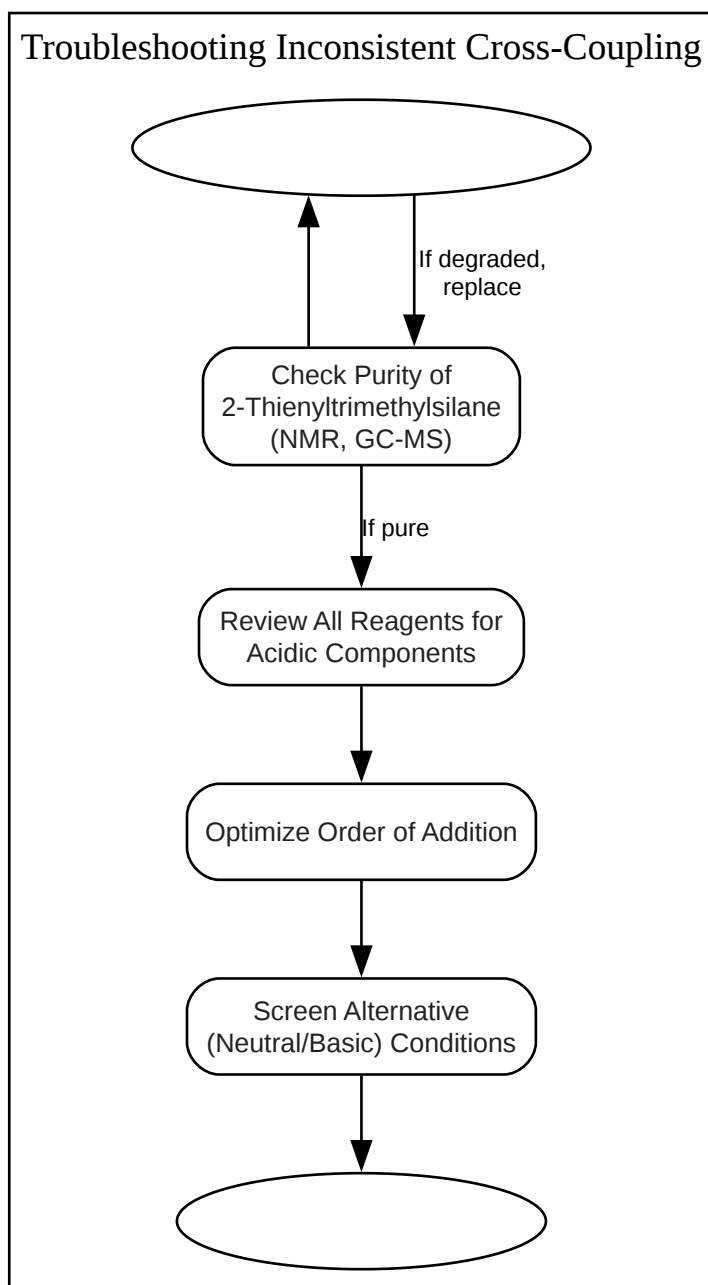 Troubleshooting Inconsistent Cross-Coupling
If degraded,
replace
Check Purity of
2-Thienyltrimethylsilane
(NMR, GC-MS)
If pure
Review All Reagents for
Acidic Components
Optimize Order of Addition
Screen Alternative
(Neutral/Basic) Conditions